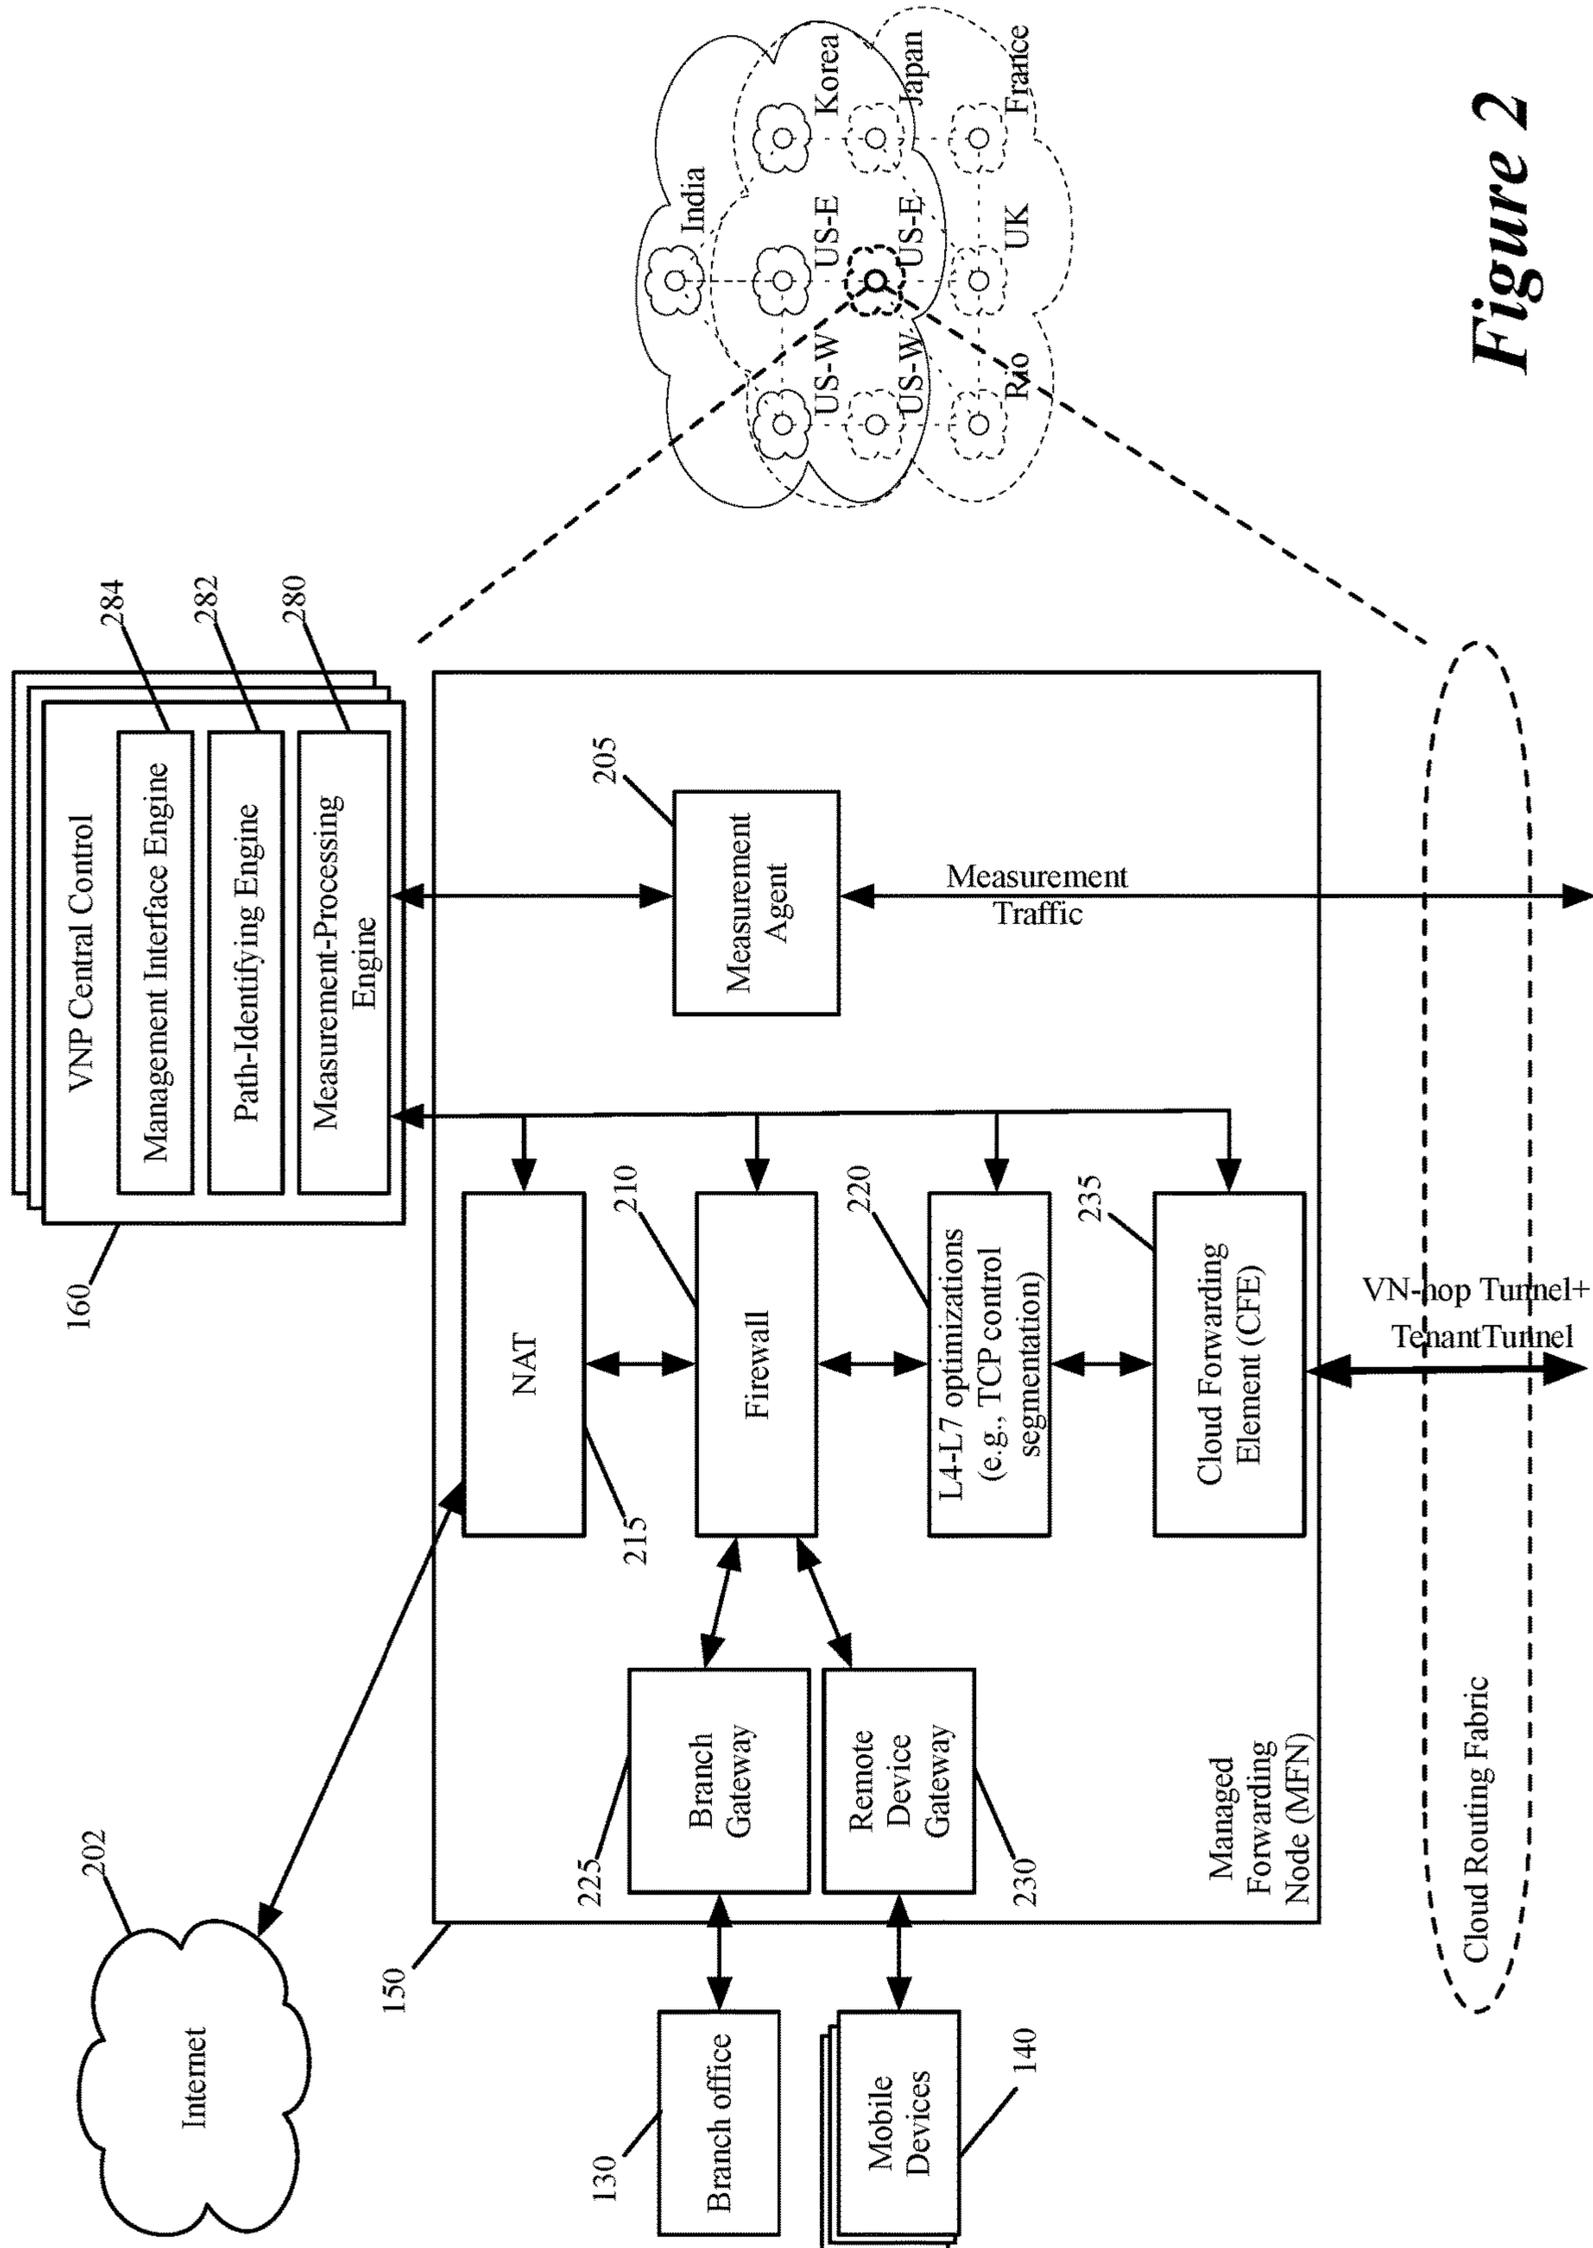 202
Internet
160
VNP Central Control
Management Interface Engine
Path-Identifying Engine
Measurement-Processing
Engine
284
282
280
150
NAT
215
130
Branch office
225
Branch
Gateway
Firewall
210
Measurement
Agent
205
Mobile
Devices
140
Remote
Device
Gateway
230
L4-L7 optimizations
(e.g., TCP control
segmentation)
220
Measurement
Traffic
Cloud Forwarding
Element (CFE)
235
Managed
Forwarding
Node (MFN)
VN-hop Tunnel+
TenantTunnel
Cloud Routing Fabric
India
US-W
US-E
Korea
US-W
US-E
Japan
Rio
UK
France
Figure 2